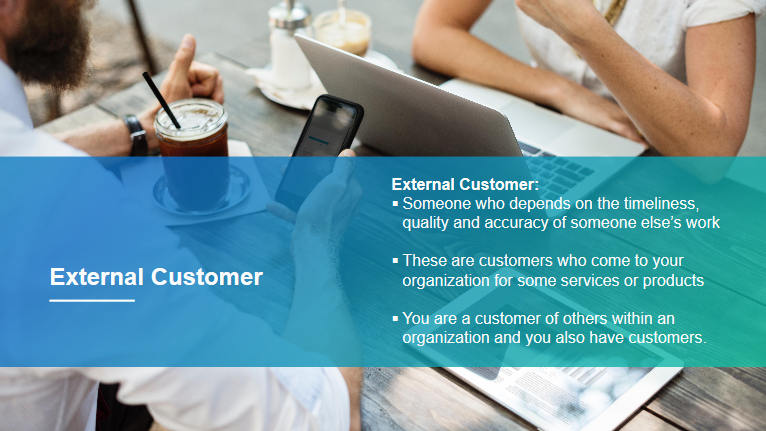 External Customer
External Customer:
▪ Someone who depends on the timeliness,
quality and accuracy of someone else’s work
▪ These are customers who come to your
organization for some services or products
▪ You are a customer of others within an
organization and you also have customers.